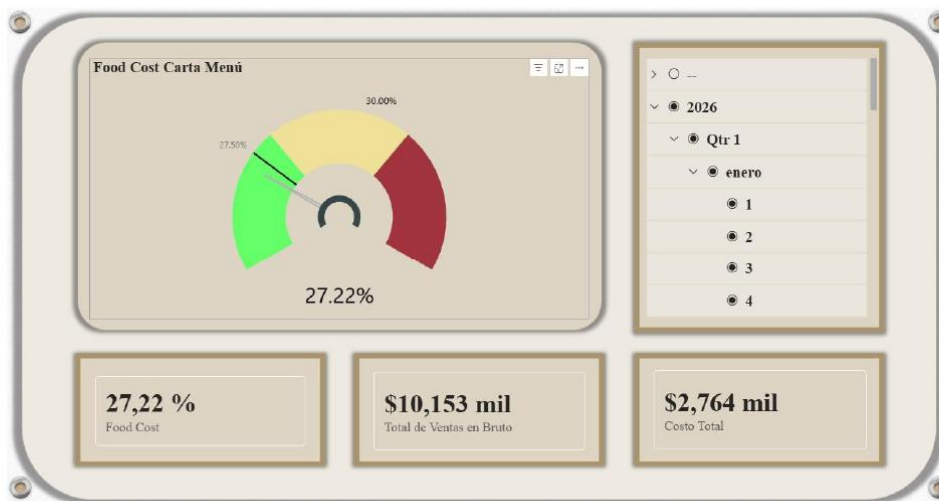 Food Cost Carta Menú
30.00%
27.50%
27.22%
--
2026
Qtr 1
enero
1
2
3
4
27,22 %
Food Cost
$10,153 mil
Total de Ventas en Bruto
$2,764 mil
Costo Total